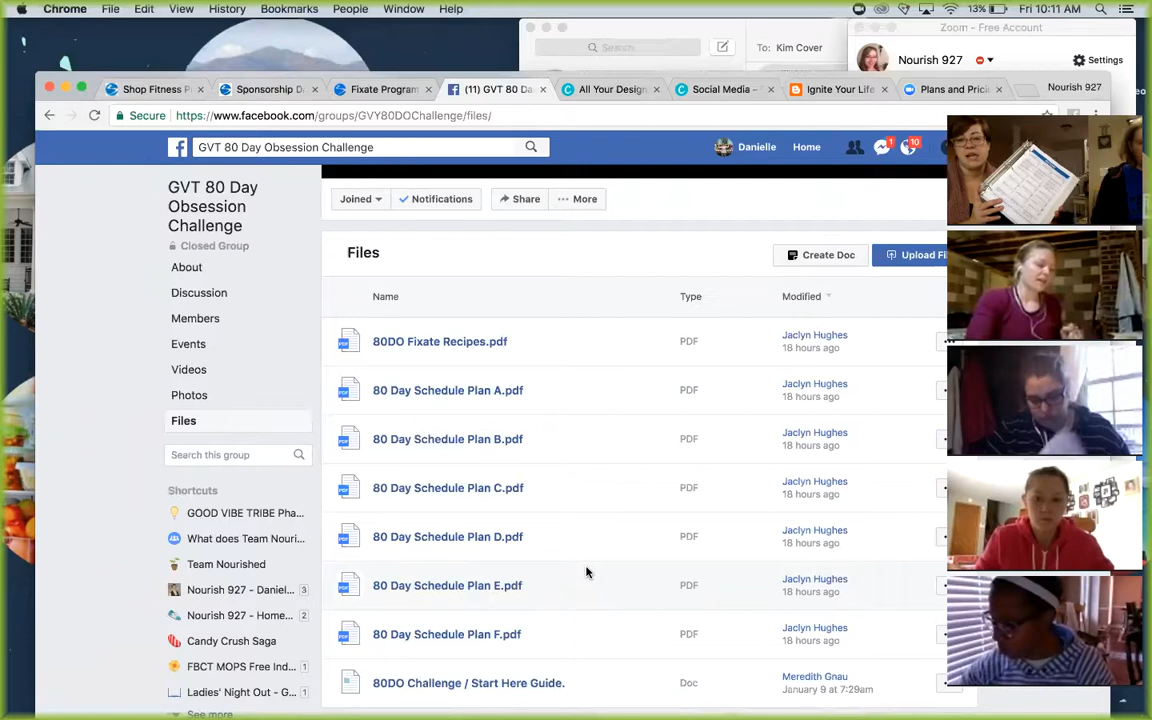 Chrome File Edit View History Bookmarks People Window Help
13% Fri 10:11 AM
Search
To: Kim Cover
Zoom - Free Account
Nourish 927
Settings
Shop Fitness P
Sponsorship D
Fixate Program
(11) GVT 80 Da
All Your Design
Social Media –
Ignite Your Life
Plans and Prici
Nourish 927
Secure https://www.facebook.com/groups/GVY80DOChallenge/files/
GVT 80 Day Obsession Challenge
Danielle
Home
1
10
GVT 80 Day
Obsession
Challenge
Closed Group
About
Discussion
Members
Events
Videos
Photos
Files
Search this group
Shortcuts
GOOD VIBE TRIBE Pha...
What does Team Nouri...
Team Nourished
Nourish 927 - Daniel... 3
Nourish 927 - Home... 2
Candy Crush Saga
FBCT MOPS Free Ind... 1
Ladies' Night Out - G... 1
See more
Joined
Notifications
Share
More
Files
Create Doc
Upload Fil
Name Type Modified
80DO Fixate Recipes.pdf PDF Jaclyn Hughes
18 hours ago
80 Day Schedule Plan A.pdf PDF Jaclyn Hughes
18 hours ago
80 Day Schedule Plan B.pdf PDF Jaclyn Hughes
18 hours ago
80 Day Schedule Plan C.pdf PDF Jaclyn Hughes
18 hours ago
80 Day Schedule Plan D.pdf PDF Jaclyn Hughes
18 hours ago
80 Day Schedule Plan E.pdf PDF Jaclyn Hughes
18 hours ago
80 Day Schedule Plan F.pdf PDF Jaclyn Hughes
18 hours ago
80DO Challenge / Start Here Guide. Doc Meredith Gnau
January 9 at 7:29am